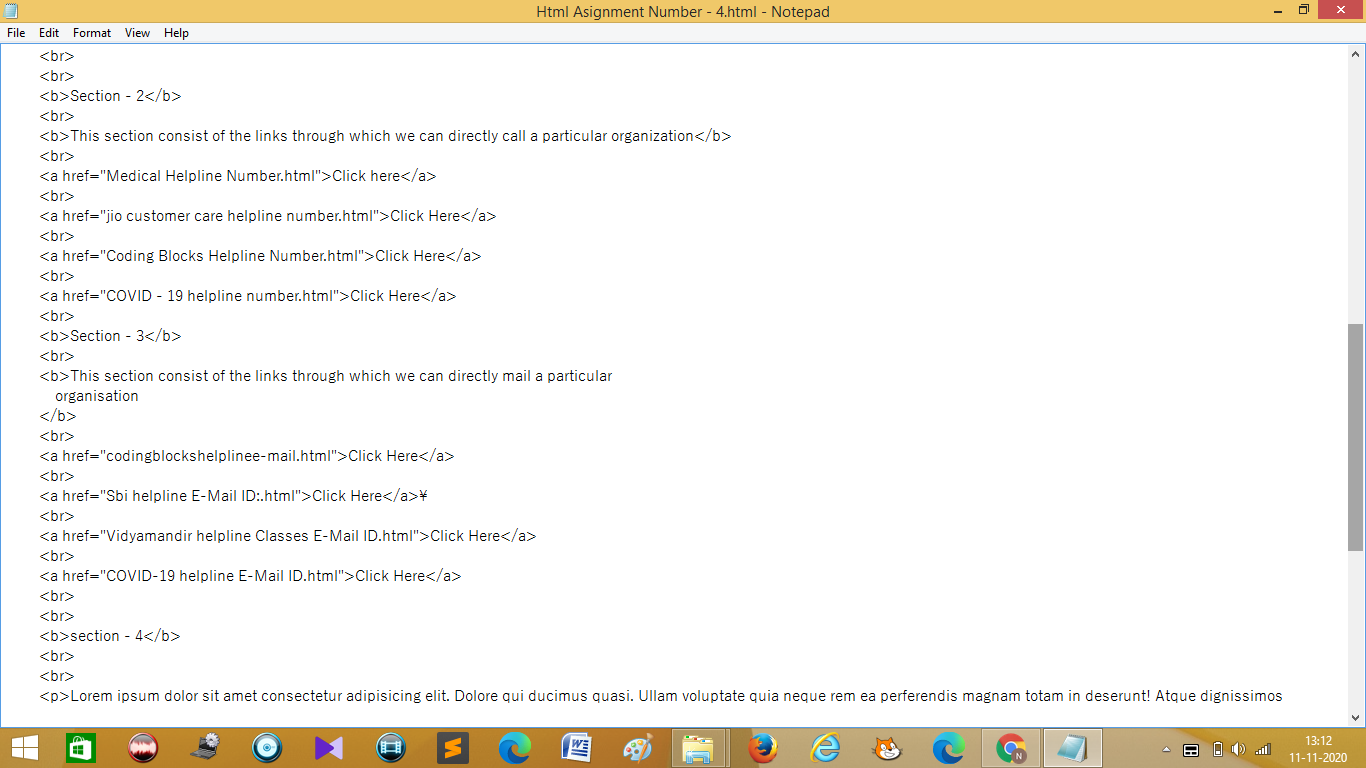 Html Asignment Number - 4.html - Notepad
File Edit Format View Help
<br>
<br>
<b>Section - 2</b>
<br>
<b>This section consist of the links through which we can directly call a particular organization</b>
<br>
<a href="Medical Helpline Number.html">Click here</a>
<br>
<a href="jio customer care helpline number.html">Click Here</a>
<br>
<a href="Coding Blocks Helpline Number.html">Click Here</a>
<br>
<a href="COVID - 19 helpline number.html">Click Here</a>
<br>
<b>Section - 3</b>
<br>
<b>This section consist of the links through which we can directly mail a particular
organisation
</b>
<br>
<a href="codingblockshelplinee-mail.html">Click Here</a>
<br>
<a href="Sbi helpline E-Mail ID:.html">Click Here</a>¥
<br>
<a href="Vidyamandir helpline Classes E-Mail ID.html">Click Here</a>
<br>
<a href="COVID-19 helpline E-Mail ID.html">Click Here</a>
<br>
<br>
<b>section - 4</b>
<br>
<br>
<p>Lorem ipsum dolor sit amet consectetur adipisicing elit. Dolore qui ducimus quasi. Ullam voluptate quia neque rem ea perferendis magnam totam in deserunt! Atque dignissimos
N
13:12
11-11-2020